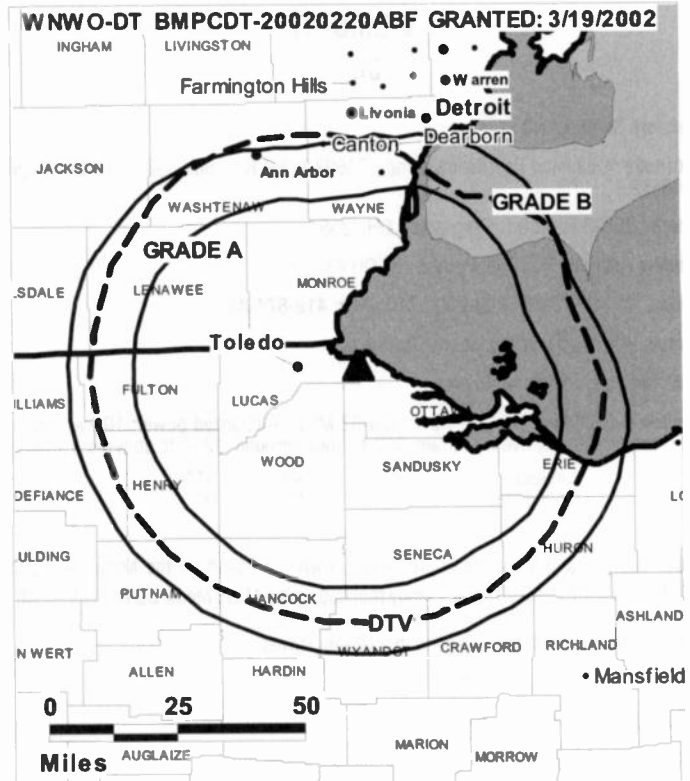 WNWO-DT BMPCDT-20020220ABF GRANTED: 3/19/2002
INGHAM LIVINGSTON
Farmington Hills
Warren
Livonia Detroit
Canton Dearborn
JACKSON
Ann Arbor
WASHTENAW WAYNE GRADE B
GRADE A
LSDALE LENAWEE MONROE
Toledo
ILLIAMS FULTON
LUCAS OTTAWA
WOOD
SANDUSKY ERIE
DEFIANCE HENRY
ULDING SENECA HURON
PUTNAM HANCOCK
DTV ASHLAND
N WERT WYANDOT CRAWFORD RICHLAND
ALLEN HARDIN
Mansfield
0 25 50
Miles AUGLAIZE
MARION MORROW